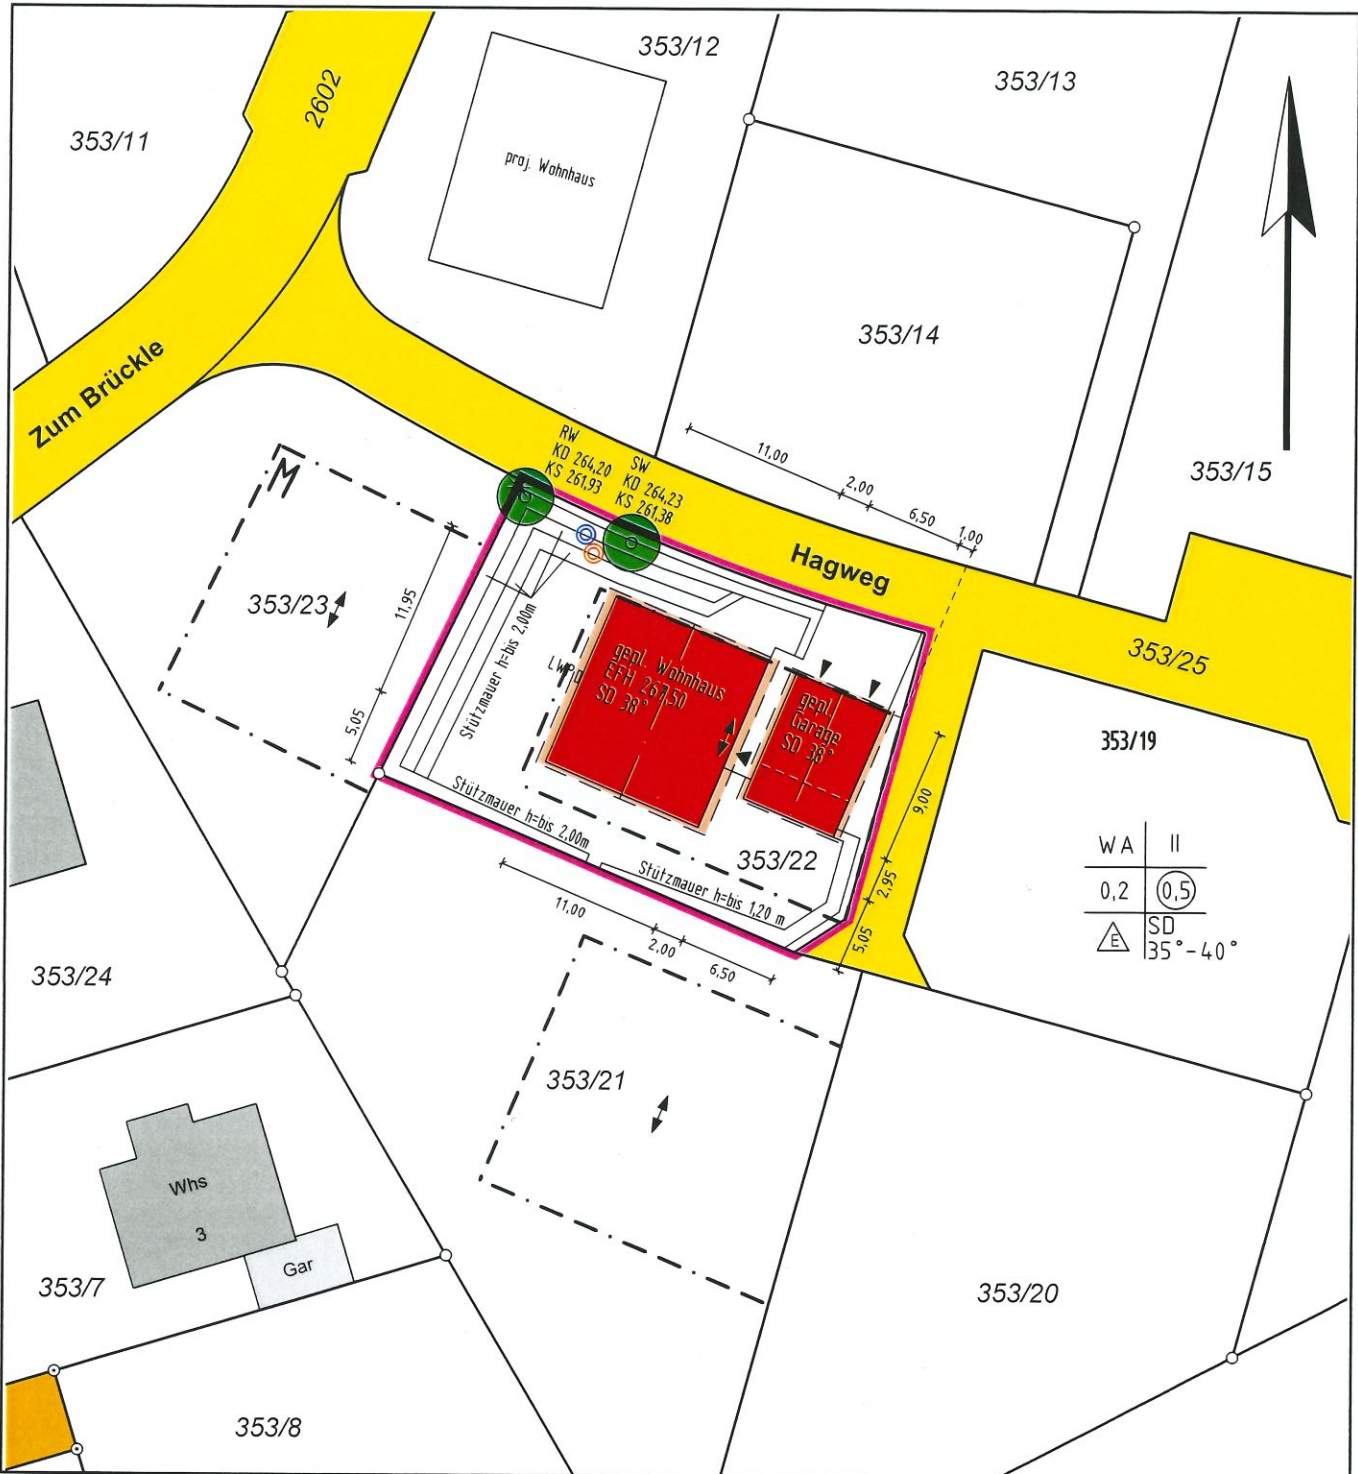 353/12
353/13
353/11
2602
proj. Wohnhaus
353/14
Zum Brückle
353/15
11,00
2,00
6,50
1,00
RW
KD 264,20
KS 261,93
SW
KD 264,23
KS 261,38
Hagweg
353/23
11,95
5,05
Stützmauer h=bis 2,00m
gepl. Wohnhaus
SD 38°
gepl.
Garage
SD 38°
353/25
353/19
9,00
2,95
5,05
WA II
0,2 0,5
E SD
35°-40°
Stützmauer h=bis 2,00m
353/22
Stützmauer h=bis 1,20 m
11,00
2,00
6,50
353/24
353/21
Whs
3
Gar
353/7
353/20
353/8